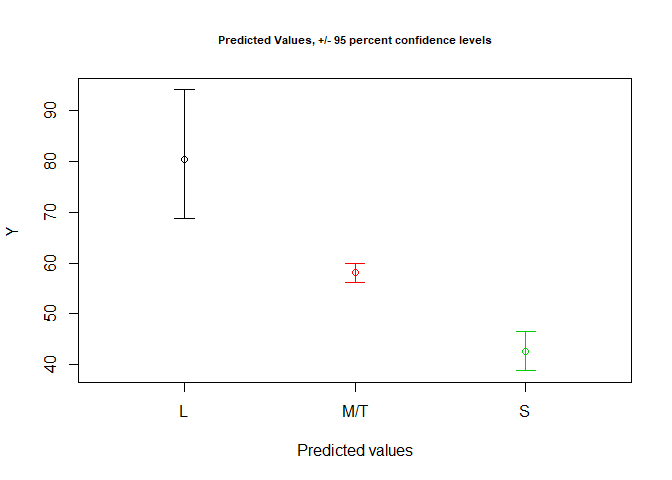 Predicted Values, +/- 95 percent confidence levels
90
80
70
60
50
40
Y
L M/T S
Predicted values